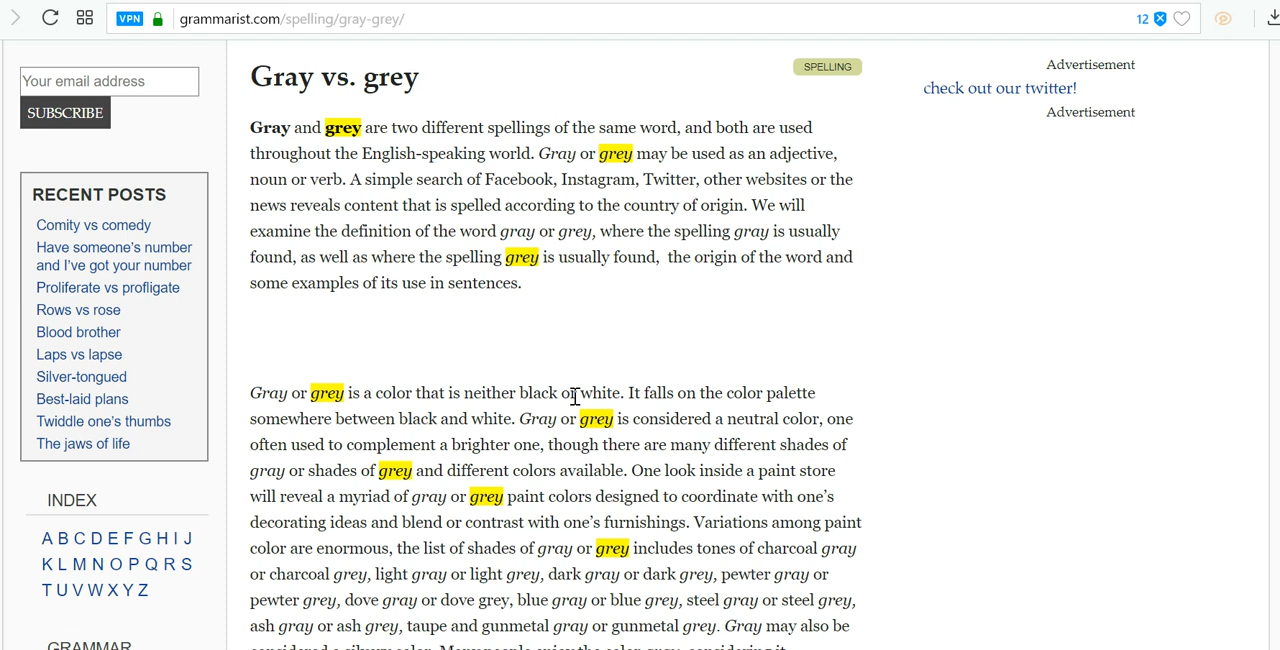 VPN grammarist.com/spelling/gray-grey/ 12
Your email address
SUBSCRIBE
RECENT POSTS
Comity vs comedy
Have someone's number
and I've got your number
Proliferate vs profligate
Rows vs rose
Blood brother
Laps vs lapse
Silver-tongued
Best-laid plans
Twiddle one's thumbs
The jaws of life
INDEX
A B C D E F G H I J
K L M N O P Q R S
T U V W X Y Z
GRAMMAR
Gray vs. grey
SPELLING
Gray and grey are two different spellings of the same word, and both are used
throughout the English-speaking world. Gray or grey may be used as an adjective,
noun or verb. A simple search of Facebook, Instagram, Twitter, other websites or the
news reveals content that is spelled according to the country of origin. We will
examine the definition of the word gray or grey, where the spelling gray is usually
found, as well as where the spelling grey is usually found, the origin of the word and
some examples of its use in sentences.
Gray or grey is a color that is neither black or white. It falls on the color palette
somewhere between black and white. Gray or grey is considered a neutral color, one
often used to complement a brighter one, though there are many different shades of
gray or shades of grey and different colors available. One look inside a paint store
will reveal a myriad of gray or grey paint colors designed to coordinate with one's
decorating ideas and blend or contrast with one's furnishings. Variations among paint
color are enormous, the list of shades of gray or grey includes tones of charcoal gray
or charcoal grey, light gray or light grey, dark gray or dark grey, pewter gray or
pewter grey, dove gray or dove grey, blue gray or blue grey, steel gray or steel grey,
ash gray or ash grey, taupe and gunmetal gray or gunmetal grey. Gray may also be
Advertisement
check out our twitter!
Advertisement